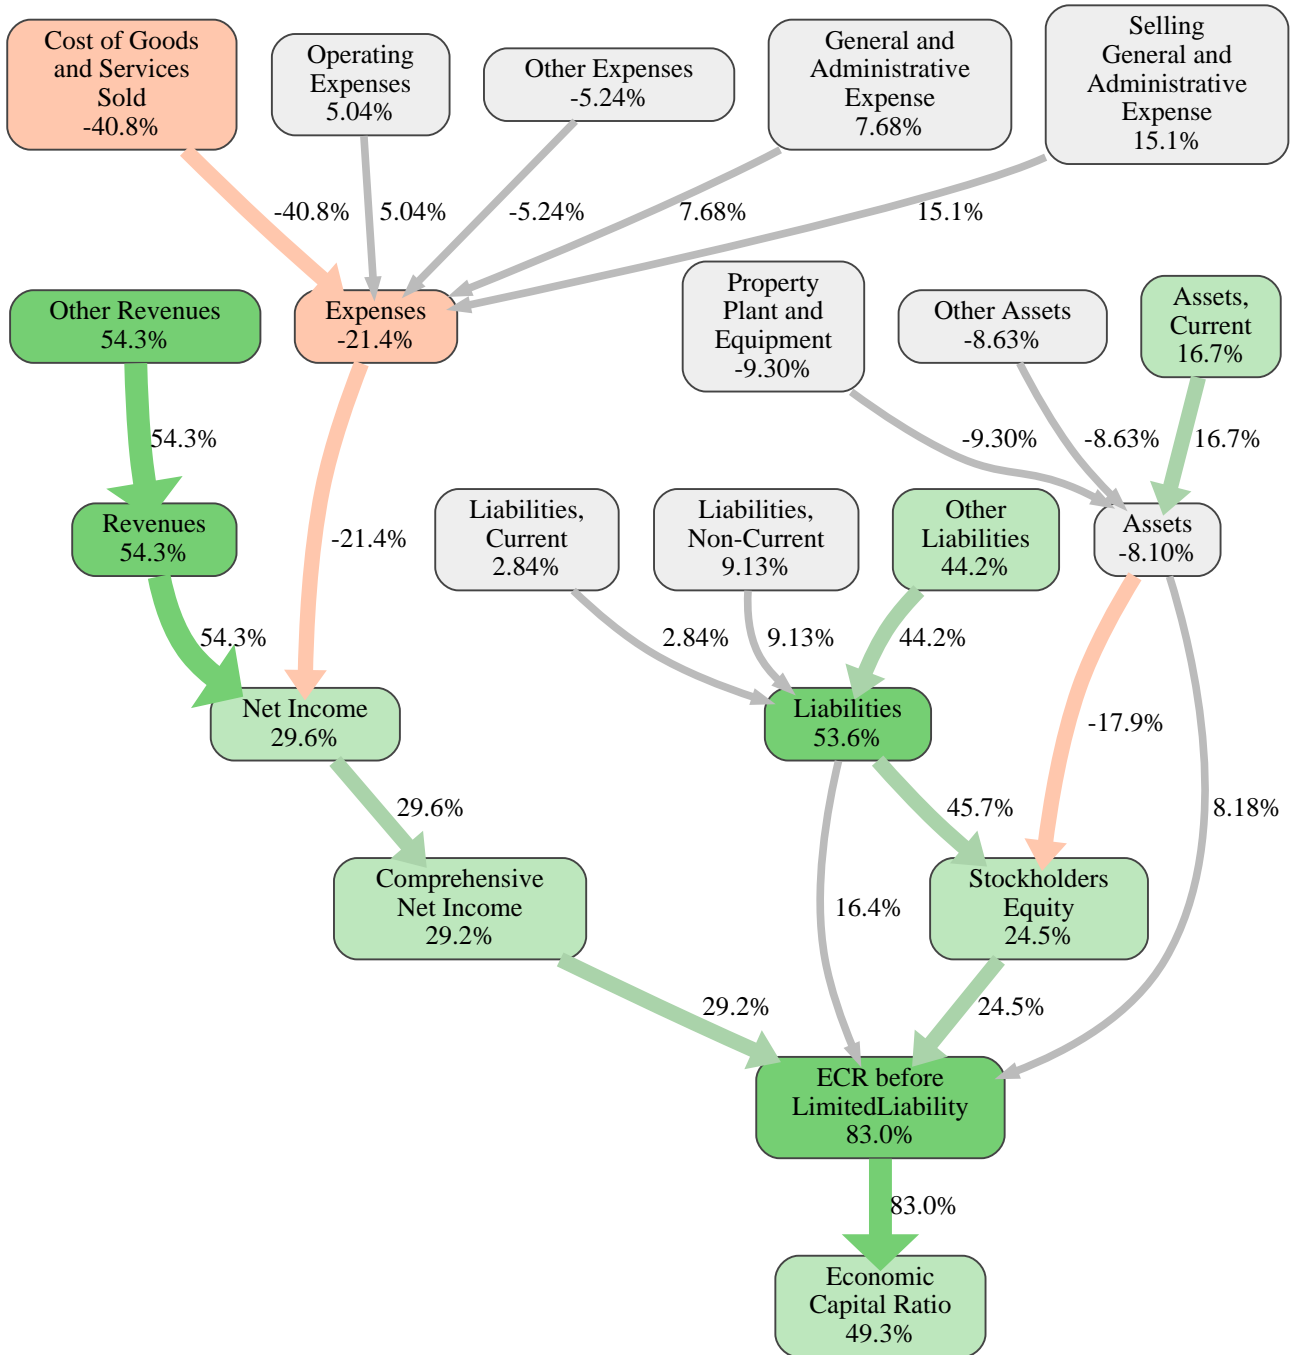 Cost of Goods
and Services
Sold
-40.8%
Operating
Expenses
5.04%
Other Expenses
-5.24%
General and
Administrative
Expense
7.68%
Selling
General and
Administrative
Expense
15.1%
-40.8%
5.04%
-5.24%
7.68%
15.1%
Other Revenues
54.3%
Expenses
-21.4%
Property
Plant and
Equipment
-9.30%
Other Assets
-8.63%
Assets,
Current
16.7%
54.3%
-9.30%
-8.63%
16.7%
Revenues
54.3%
-21.4%
Liabilities,
Current
2.84%
Liabilities,
Non-Current
9.13%
Other
Liabilities
44.2%
Assets
-8.10%
54.3%
2.84%
9.13%
44.2%
Net Income
29.6%
Liabilities
53.6%
-17.9%
29.6%
45.7%
8.18%
Comprehensive
Net Income
29.2%
16.4%
Stockholders
Equity
24.5%
29.2%
24.5%
ECR before
LimitedLiability
83.0%
83.0%
Economic
Capital Ratio
49.3%